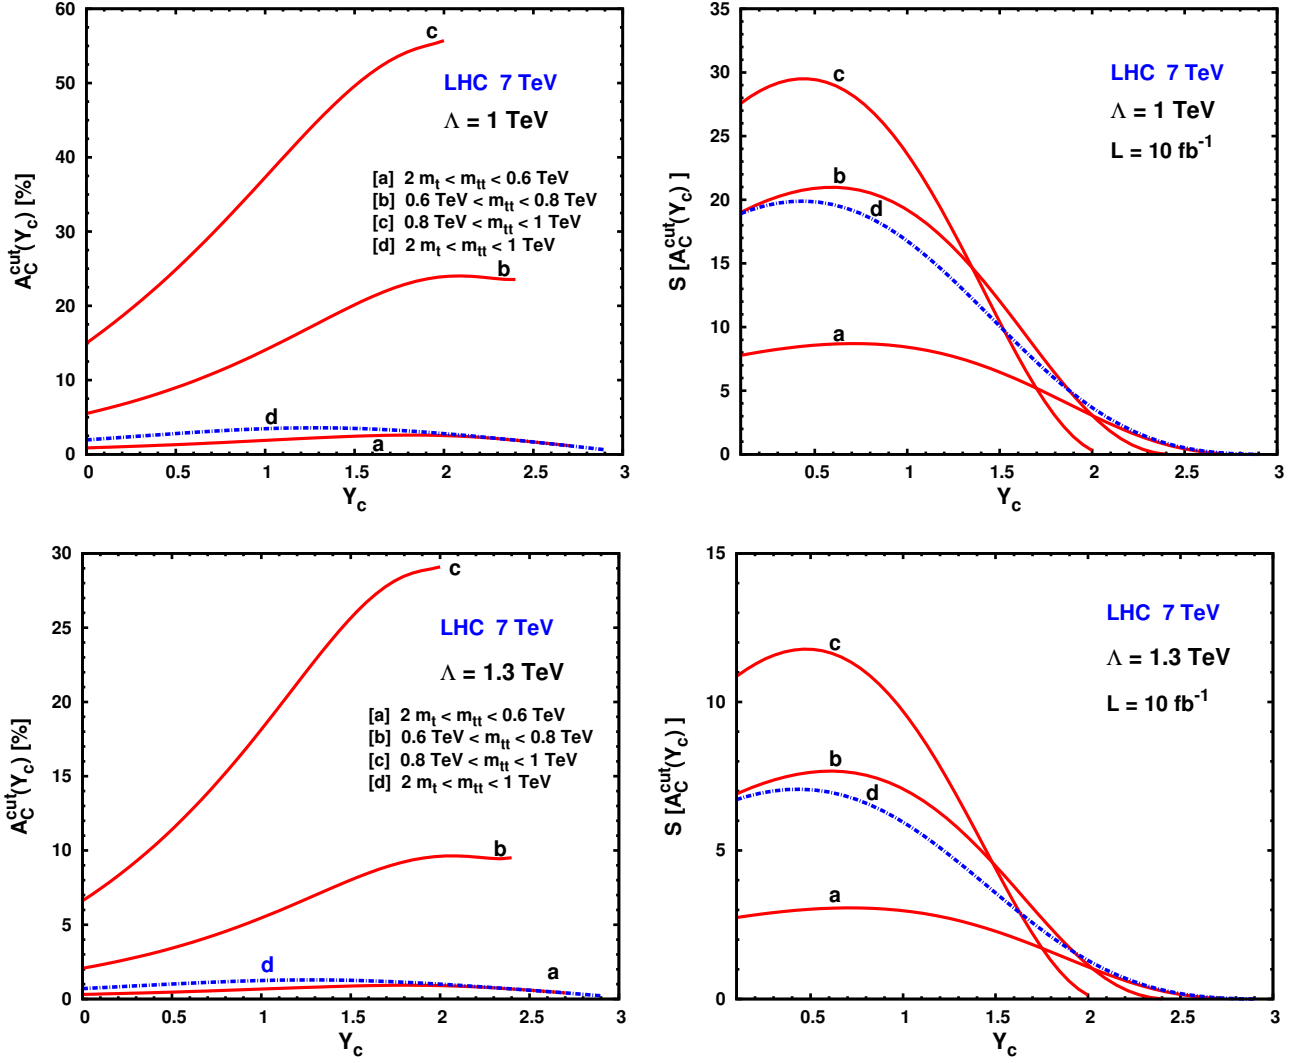 60
50
40
30
20
10
0
0
0.5
1
1.5
2
2.5
3
A_C^cut(Y_c) [%]
Y_c
LHC 7 TeV
Λ = 1 TeV
[a] 2 m_t < m_tt < 0.6 TeV
[b] 0.6 TeV < m_tt < 0.8 TeV
[c] 0.8 TeV < m_tt < 1 TeV
[d] 2 m_t < m_tt < 1 TeV
c
b
d
a
35
30
25
20
15
10
5
0
0.5
1
1.5
2
2.5
3
S [A_C^cut(Y_c) ]
Y_c
LHC 7 TeV
Λ = 1 TeV
L = 10 fb^-1
c
b
d
a
30
25
20
15
10
5
0
0
0.5
1
1.5
2
2.5
3
A_C^cut(Y_c) [%]
Y_c
LHC 7 TeV
Λ = 1.3 TeV
[a] 2 m_t < m_tt < 0.6 TeV
[b] 0.6 TeV < m_tt < 0.8 TeV
[c] 0.8 TeV < m_tt < 1 TeV
[d] 2 m_t < m_tt < 1 TeV
c
b
d
a
15
10
5
0
0.5
1
1.5
2
2.5
3
S [A_C^cut(Y_c) ]
Y_c
LHC 7 TeV
Λ = 1.3 TeV
L = 10 fb^-1
c
b
d
a